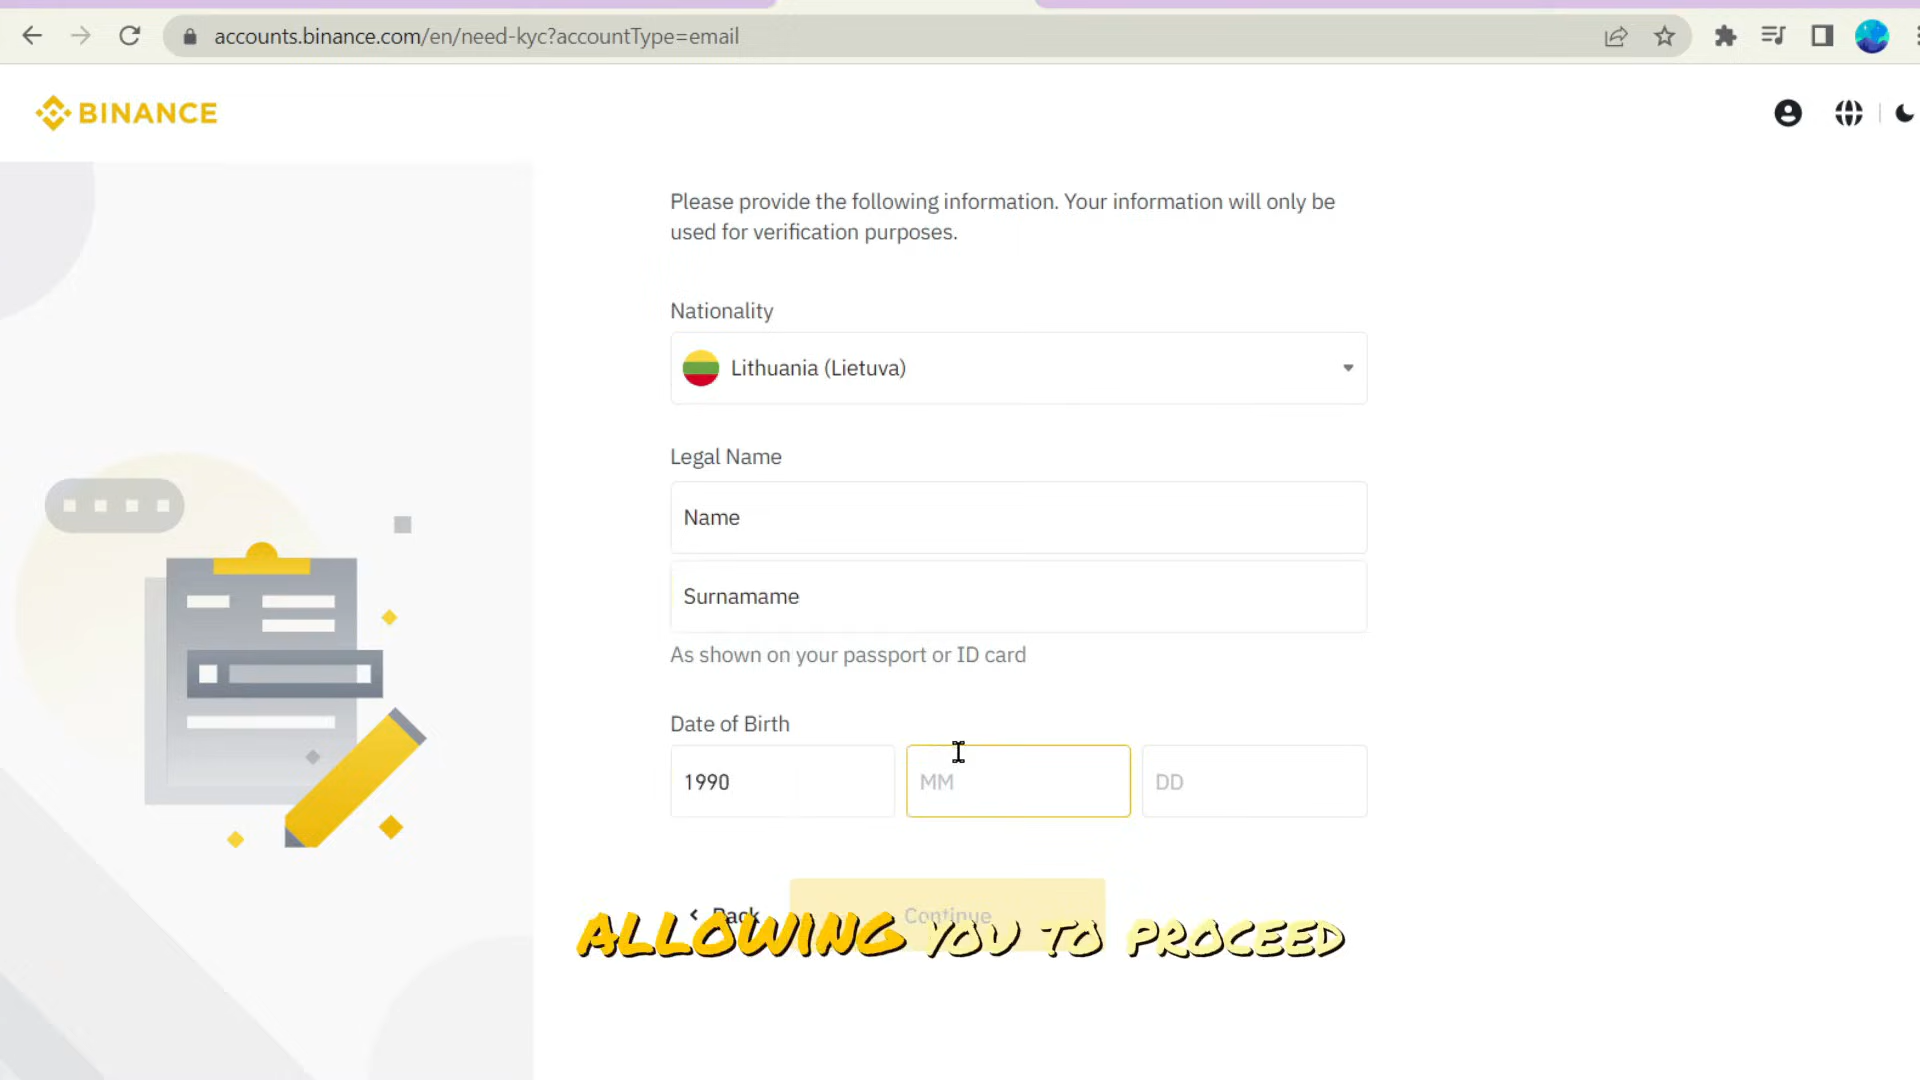 accounts.binance.com/en/need-kyc?accountType=email
BINANCE
Please provide the following information. Your information will only be
used for verification purposes.
Nationality
Lithuania (Lietuva)
Legal Name
Name
Surnamame
As shown on your passport or ID card
Date of Birth
1990 MM DD
Back Continue
ALLOWING YOU TO PROCEED